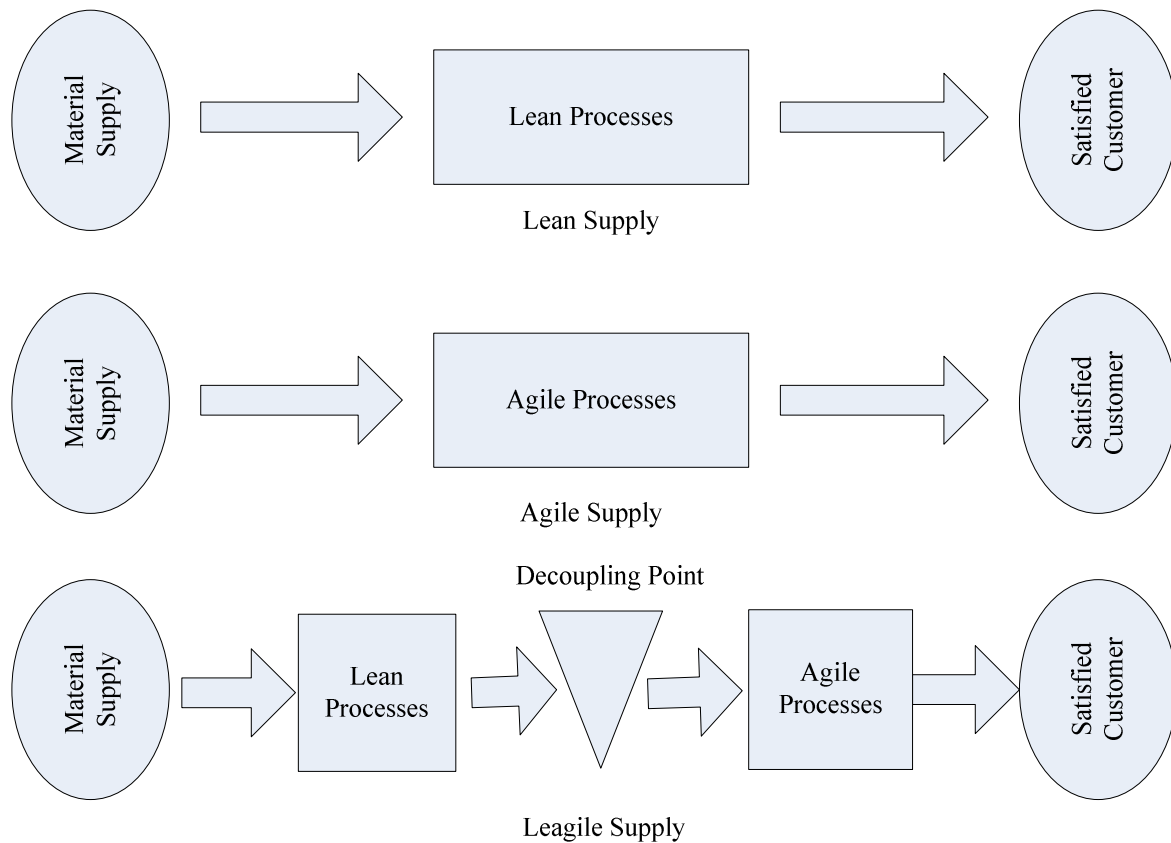 Material
Supply
Lean Processes
Satisfied
Customer
Lean Supply
Material
Supply
Agile Processes
Satisfied
Customer
Agile Supply
Decoupling Point
Material
Supply
Lean
Processes
Agile
Processes
Satisfied
Customer
Leagile Supply